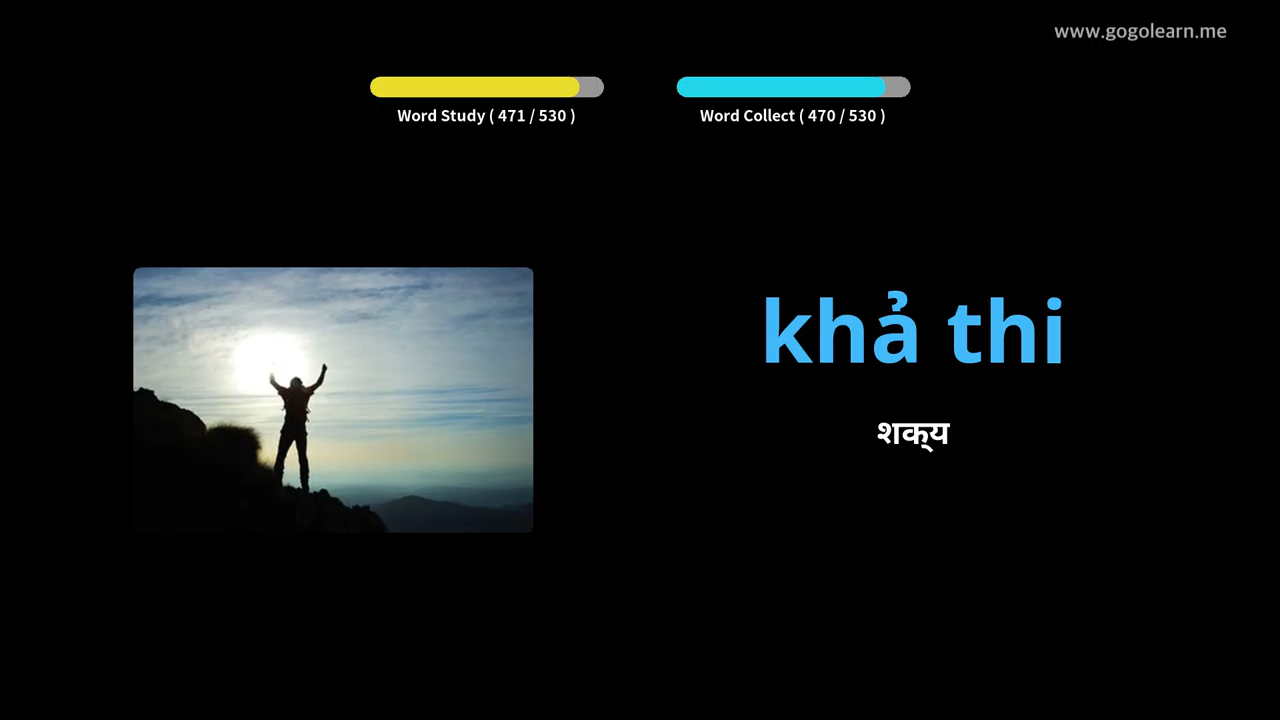 www.gogolearn.me
Word Study ( 471 / 530 )
Word Collect ( 470 / 530 )
khả thi
शक्य